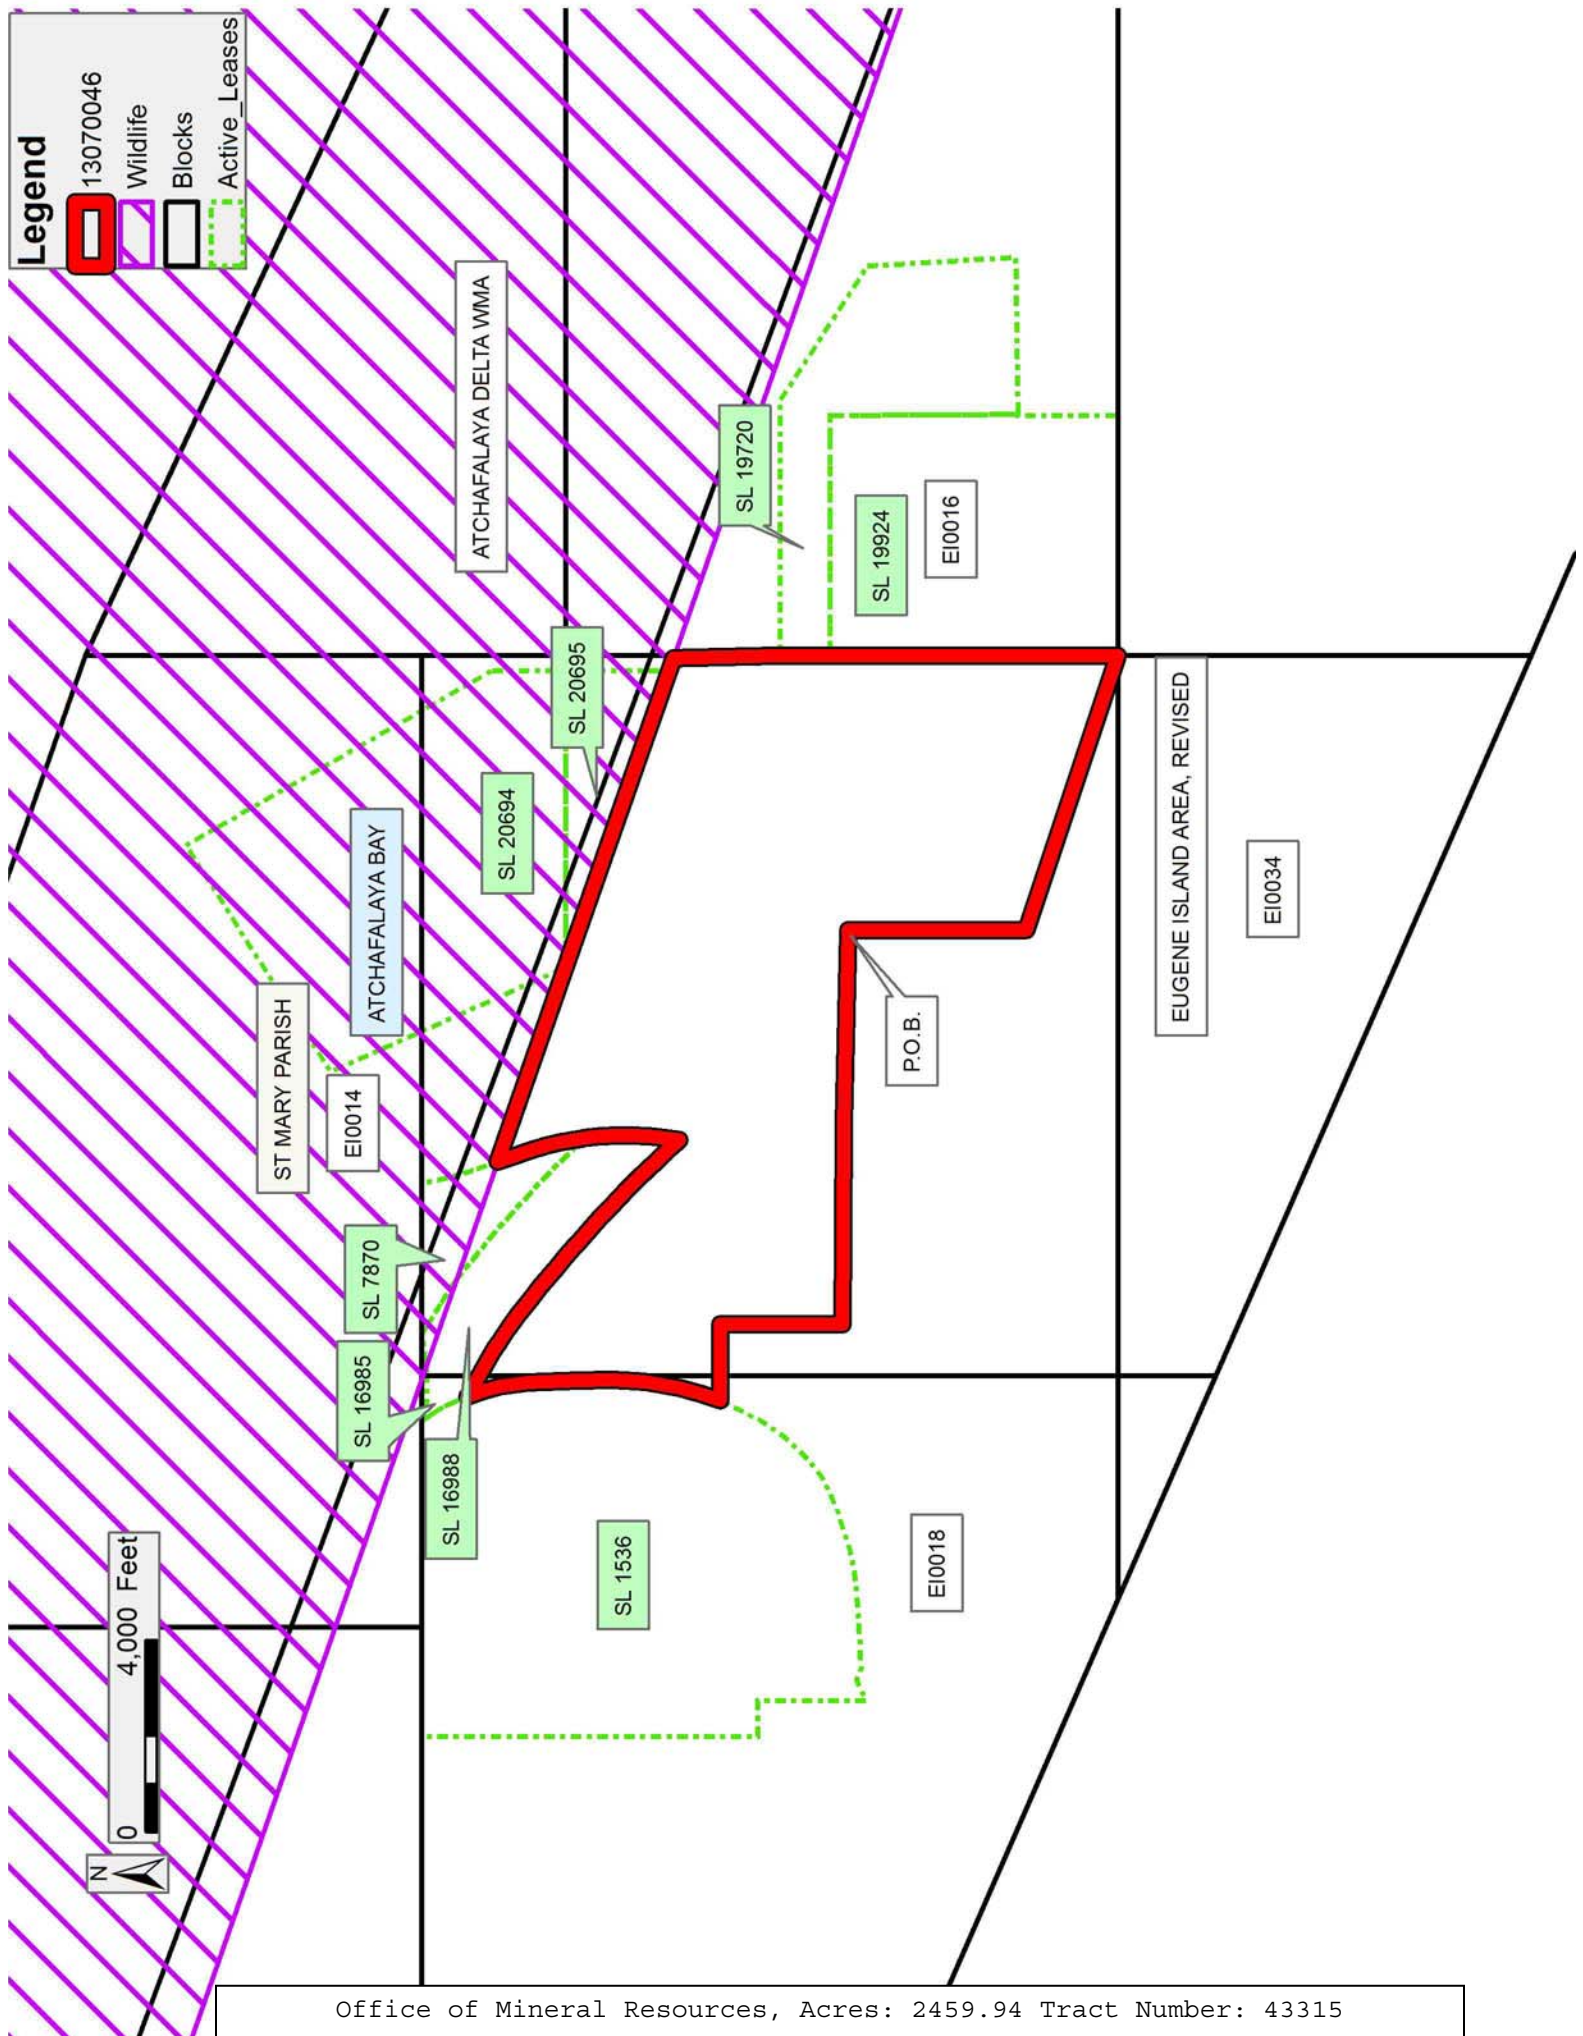 Legend
13070046
Wildlife
Blocks
Active_Leases
N
0 4,000 Feet
ST MARY PARISH
EI0014
ATCHAFALAYA BAY
ATCHAFALAYA DELTA WMA
SL 16985
SL 7870
SL 20694
SL 20695
SL 16988
SL 19720
SL 1536
SL 19924
EI0016
P.O.B.
EI0018
EUGENE ISLAND AREA, REVISED
EI0034
Office of Mineral Resources, Acres: 2459.94 Tract Number: 43315